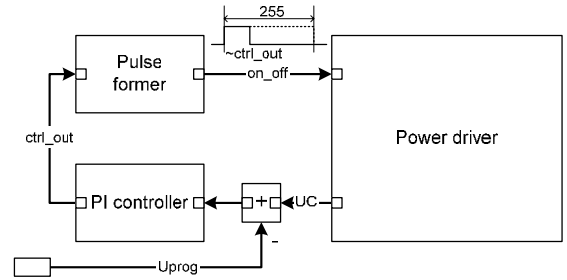 255
Pulse
former
~ctrl_out
on_off
Power driver
ctrl_out
PI controller
+
UC
-
Uprog